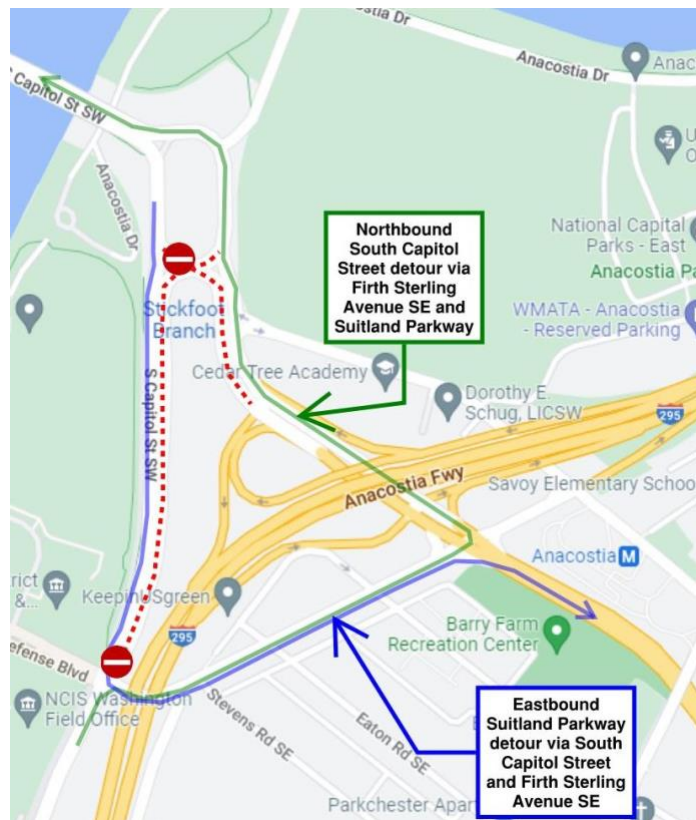 Anacostia Dr
Anac
Capitol St SW
Anacostia Dr
U
O
National Capital
Parks - East
Anacostia Pa
Northbound
South Capitol
Street detour via
Firth Sterling
Avenue SE and
Suitland Parkway
WMATA - Anacostia
- Reserved Parking
Stickfoot
Branch
Cedar Tree Academy
Dorothy E.
Schug, LICSW
295
S Capitol St SW
Anacostia Fwy
Savoy Elementary Schoo
Anacostia M
trict
&...
KeepinUSgreen
295
Barry Farm
Recreation Center
efense Blvd
NCIS Washington
Field Office
Stevens Rd SE
Eaton Rd SE
Eastbound
Suitland Parkway
detour via South
Capitol Street
and Firth Sterling
Avenue SE
Parkchester Apar